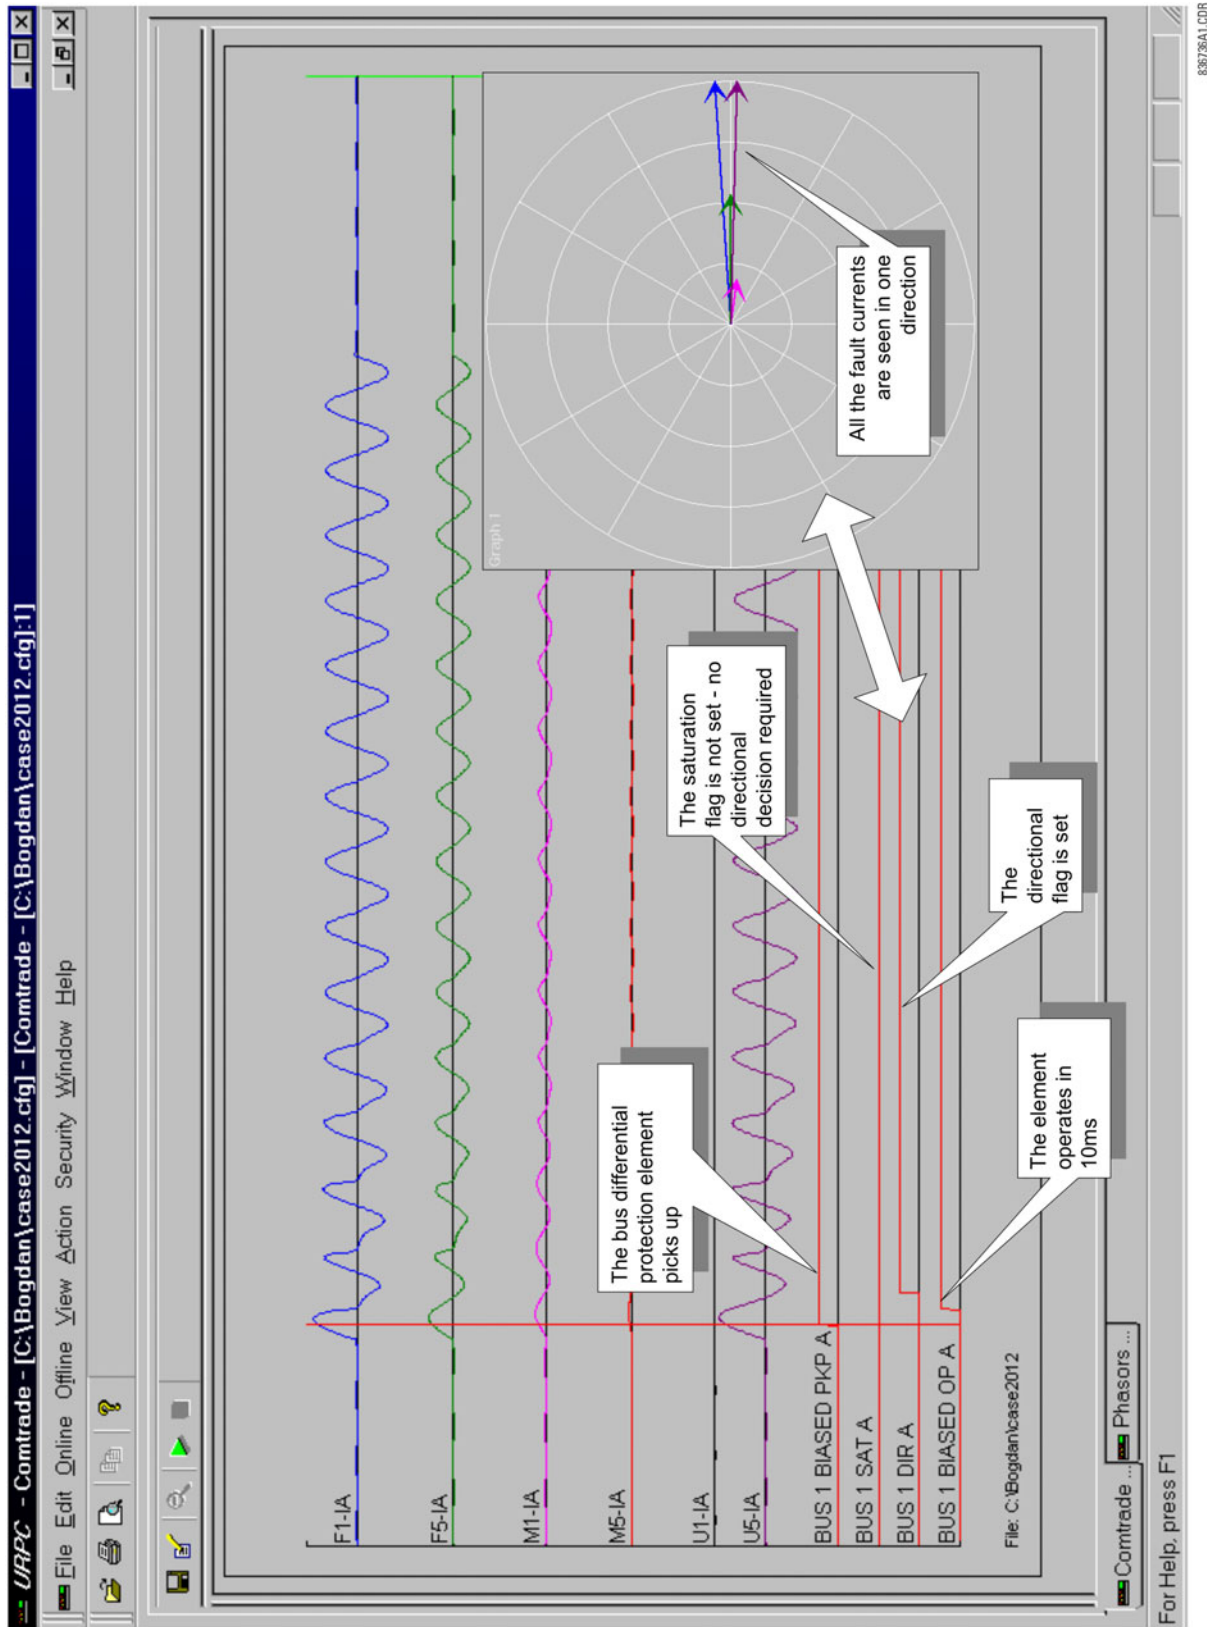 URPC - Comtrade - [C:\Bogdan\case2012.cfg] - [Comtrade - [C:\Bogdan\case2012.cfg]:1]
File Edit Online Offline View Action Security Window Help
F1-IA
F5-IA
M1-IA
M5-IA
U1-IA
U5-IA
BUS 1 BIASED PKP A
BUS 1 SAT A
BUS 1 DIR A
BUS 1 BIASED OP A
File: C:\Bogdan\case2012
The bus differential
protection element
picks up
The saturation
flag is not set - no
directional
decision required
The element
operates in
10ms
The
directional
flag is set
Graph 1
All the fault currents
are seen in one
direction
Comtrade ...
Phasors ...
For Help, press F1
836736A1.CDR